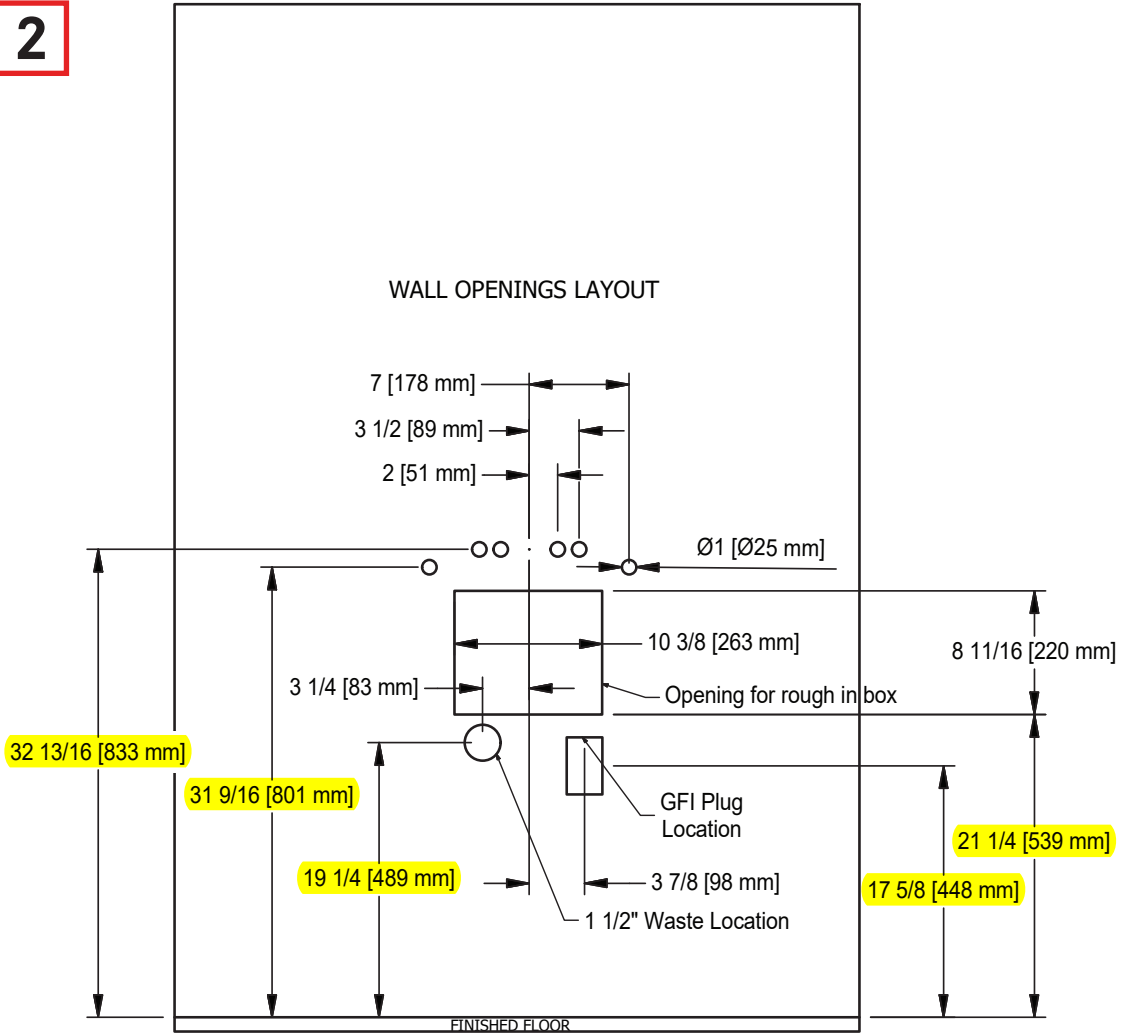 2
WALL OPENINGS LAYOUT
7 [178 mm]
3 1/2 [89 mm]
2 [51 mm]
Ø1 [Ø25 mm]
10 3/8 [263 mm]
8 11/16 [220 mm]
3 1/4 [83 mm]
Opening for rough in box
32 13/16 [833 mm]
31 9/16 [801 mm]
GFI Plug
Location
21 1/4 [539 mm]
19 1/4 [489 mm]
3 7/8 [98 mm]
17 5/8 [448 mm]
1 1/2" Waste Location
FINISHED FLOOR